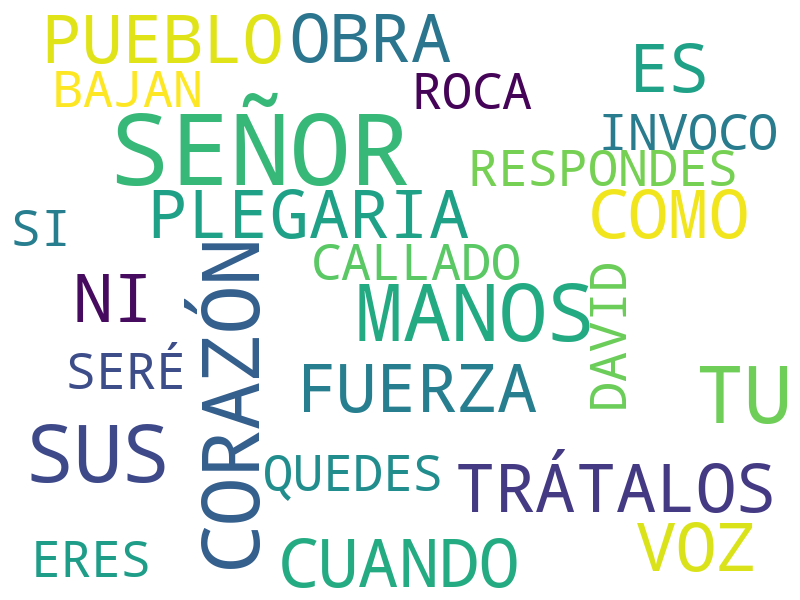 PUEBLO OBRA
ES
BAJAN ROCA
SEÑOR INVOCO
RESPONDES
PLEGARIA COMO
SI CALLADO
CORAZÓN
NI MANOS DAVID
SERÉ FUERZA TU
SUS
QUEDES TRÁTALOS
ERES CUANDO VOZ